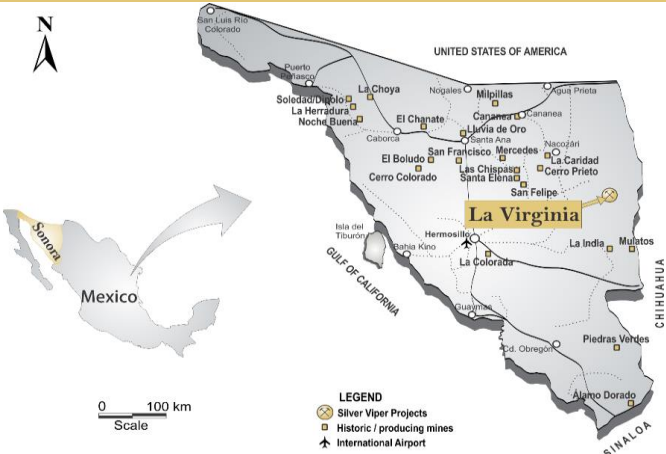 N
San Luis Río
Colorado
UNITED STATES OF AMERICA
Puerto
Peñasco
Nogales
Agua Prieta
La Choya
Milpillas
Soledad/Dipolo
La Herradura
Noche Buena
Cananea
Cananea
El Chanate
Lluvia de Oro
Caborca
Santa Ana
Nacozári
San Francisco
Mercedes
El Boludo
La Caridad
Cerro Colorado
Las Chispas
Cerro Prieto
Santa Elena
San Felipe
La Virginia
Isla del
Tiburón
Hermosillo
Bahia Kino
La India
Mulatos
La Colorada
GULF OF CALIFORNIA
CHIHUAHUA
Sonora
Mexico
Guaymas
Cd. Obregón
Piedras Verdes
Álamo Dorado
SINALOA
0 100 km
Scale
LEGEND
Silver Viper Projects
Historic / producing mines
International Airport